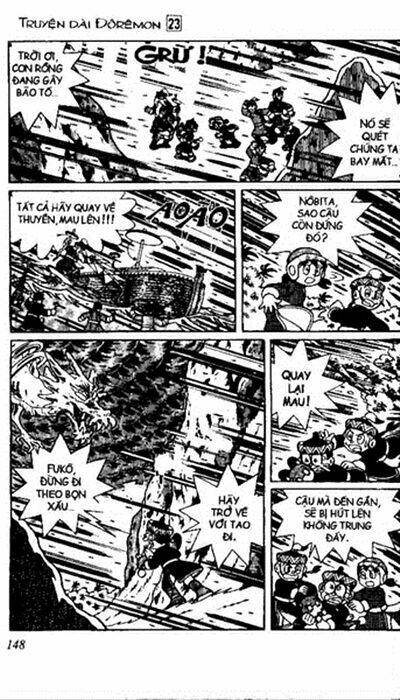 TRUYỆN DÀI ĐÔRÊMON 23
TRỜI ƠI,
CON RỒNG
ĐANG GÂY
BÃO TỐ..
GRỪ!
NÓ SẼ
QUÉT
CHÚNG TA
BAY MẤT..
TẤT CẢ HÃY QUAY VỀ
THUYỀN, MAU LÊN!!!
ÀOÀO
NÔBITA,
SAO CẬU
CÒN ĐỨNG
ĐÓ?
FUKÔ,
ĐỪNG ĐI
THEO BỌN
XẤU...
HÃY
TRỞ VỀ
VỚI TAO
ĐI.
QUAY
LẠI
MAU!
CẬU MÀ ĐẾN GẦN,
SẼ BỊ HÚT LÊN
KHÔNG TRUNG
ĐẤY.
148